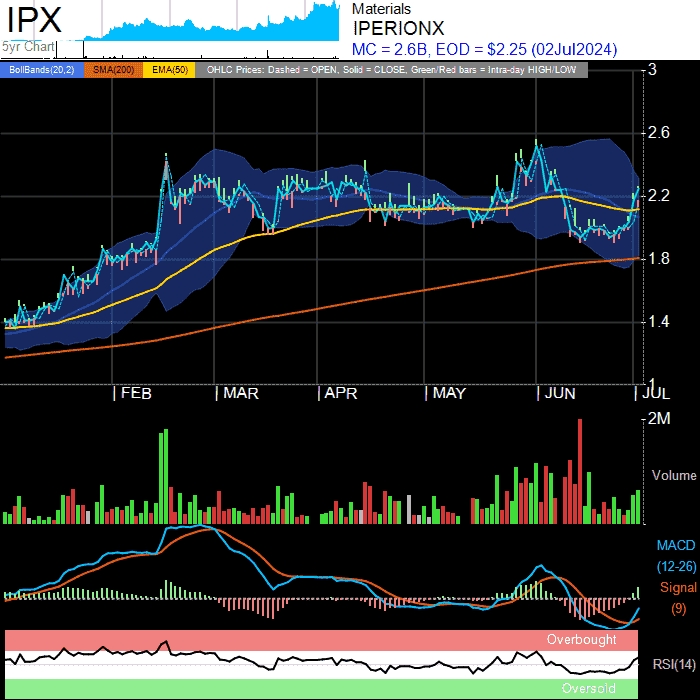 IPX
5yr Chart
Materials
IPERIONX
MC = 2.6B, EOD = $2.25 (02Jul2024)
BollBands(20,2) SMA(200) EMA(50) OHLC Prices: Dashed = OPEN, Solid = CLOSE, Green/Red bars = Intra-day HIGH/LOW
3
2.6
2.2
1.8
1.4
1
FEB MAR APR MAY JUN JUL
2M
Volume
MACD
(12-26)
Signal
(9)
Overbought
RSI(14)
Oversold